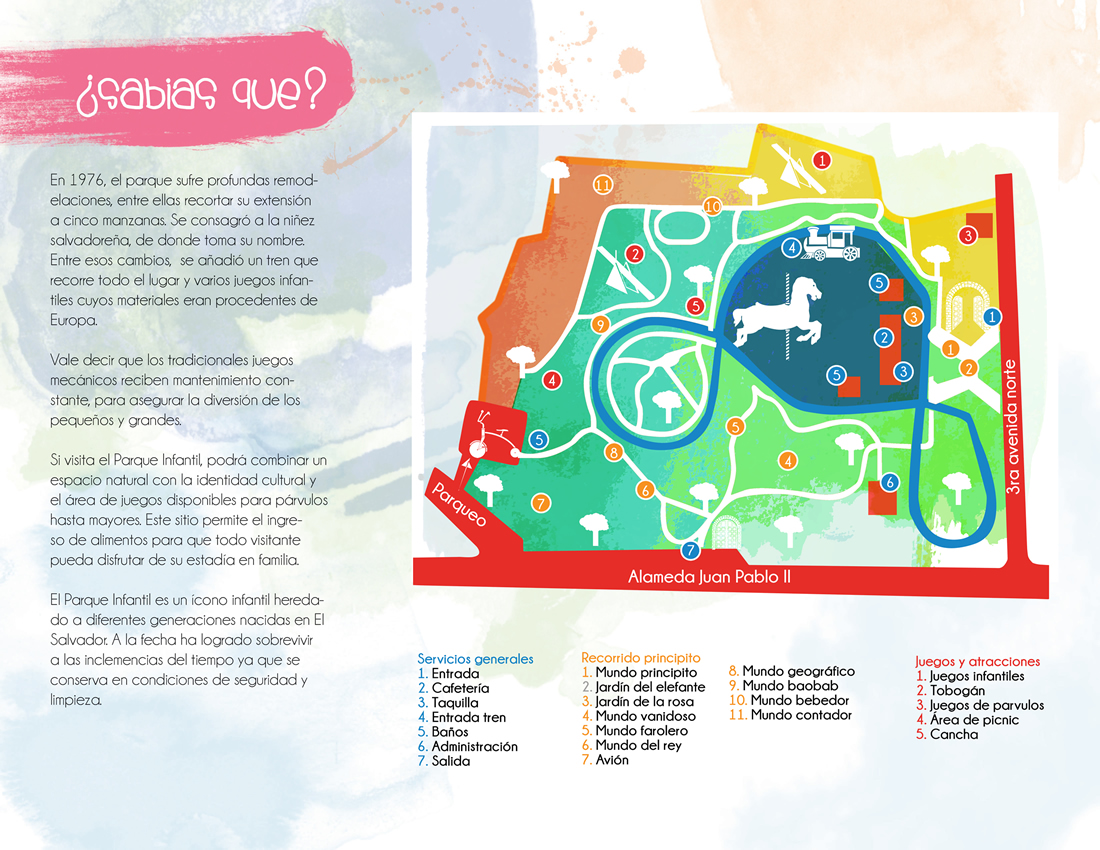 ¿sabias que?
En 1976, el parque sufre profundas remod-
elaciones, entre ellas recortar su extensión
a cinco manzanas. Se consagró a la niñez
salvadoreña, de donde toma su nombre.
Entre esos cambios, se añadió un tren que
recorre todo el lugar y varios juegos infan-
tiles cuyos materiales eran procedentes de
Europa.
Vale decir que los tradicionales juegos
mecánicos reciben mantenimiento con-
stante, para asegurar la diversión de los
pequeños y grandes.
Si visita el Parque Infantil, podrá combinar un
espacio natural con la identidad cultural y
el área de juegos disponibles para párvulos
hasta mayores. Este sitio permite el ingre-
so de alimentos para que todo visitante
pueda disfrutar de su estadía en familia.
El Parque Infantil es un ícono infantil hereda-
do a diferentes generaciones nacidas en El
Salvador. A la fecha ha logrado sobrevivir
a las inclemencias del tiempo ya que se
conserva en condiciones de seguridad y
limpieza.
1
11
10
3
4
2
5
5
1
3
9
2
1
2
3
5
4
5
5
8
4
6
6
7
7
3ra avenida norte
Parqueo
Alameda Juan Pablo II
Servicios generales
1. Entrada
2. Cafetería
3. Taquilla
4. Entrada tren
5. Baños
6. Administración
7. Salida
Recorrido principito
1. Mundo principito
2. Jardín del elefante
3. Jardín de la rosa
4. Mundo vanidoso
5. Mundo farolero
6. Mundo del rey
7. Avión
8. Mundo geográfico
9. Mundo baobab
10. Mundo bebedor
11. Mundo contador
Juegos y atracciones
1. Juegos infantiles
2. Tobogán
3. Juegos de parvulos
4. Área de picnic
5. Cancha